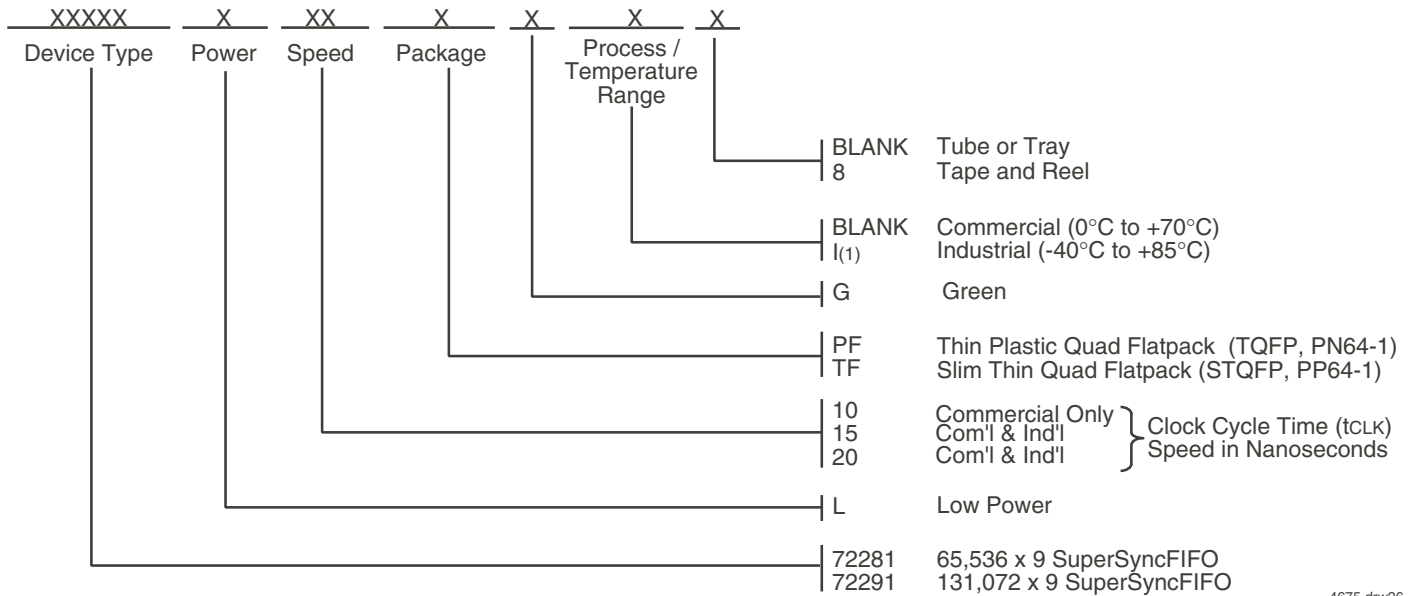 XXXXX X XX X X X X
Device Type Power Speed Package Process /
Temperature
Range
BLANK Tube or Tray
8 Tape and Reel
BLANK Commercial (0°C to +70°C)
I(1) Industrial (-40°C to +85°C)
G Green
PF Thin Plastic Quad Flatpack (TQFP, PN64-1)
TF Slim Thin Quad Flatpack (STQFP, PP64-1)
10 Commercial Only
15 Com'l & Ind'l
20 Com'l & Ind'l
Clock Cycle Time (tCLK)
Speed in Nanoseconds
L Low Power
72281 65,536 x 9 SuperSyncFIFO
72291 131,072 x 9 SuperSyncFIFO